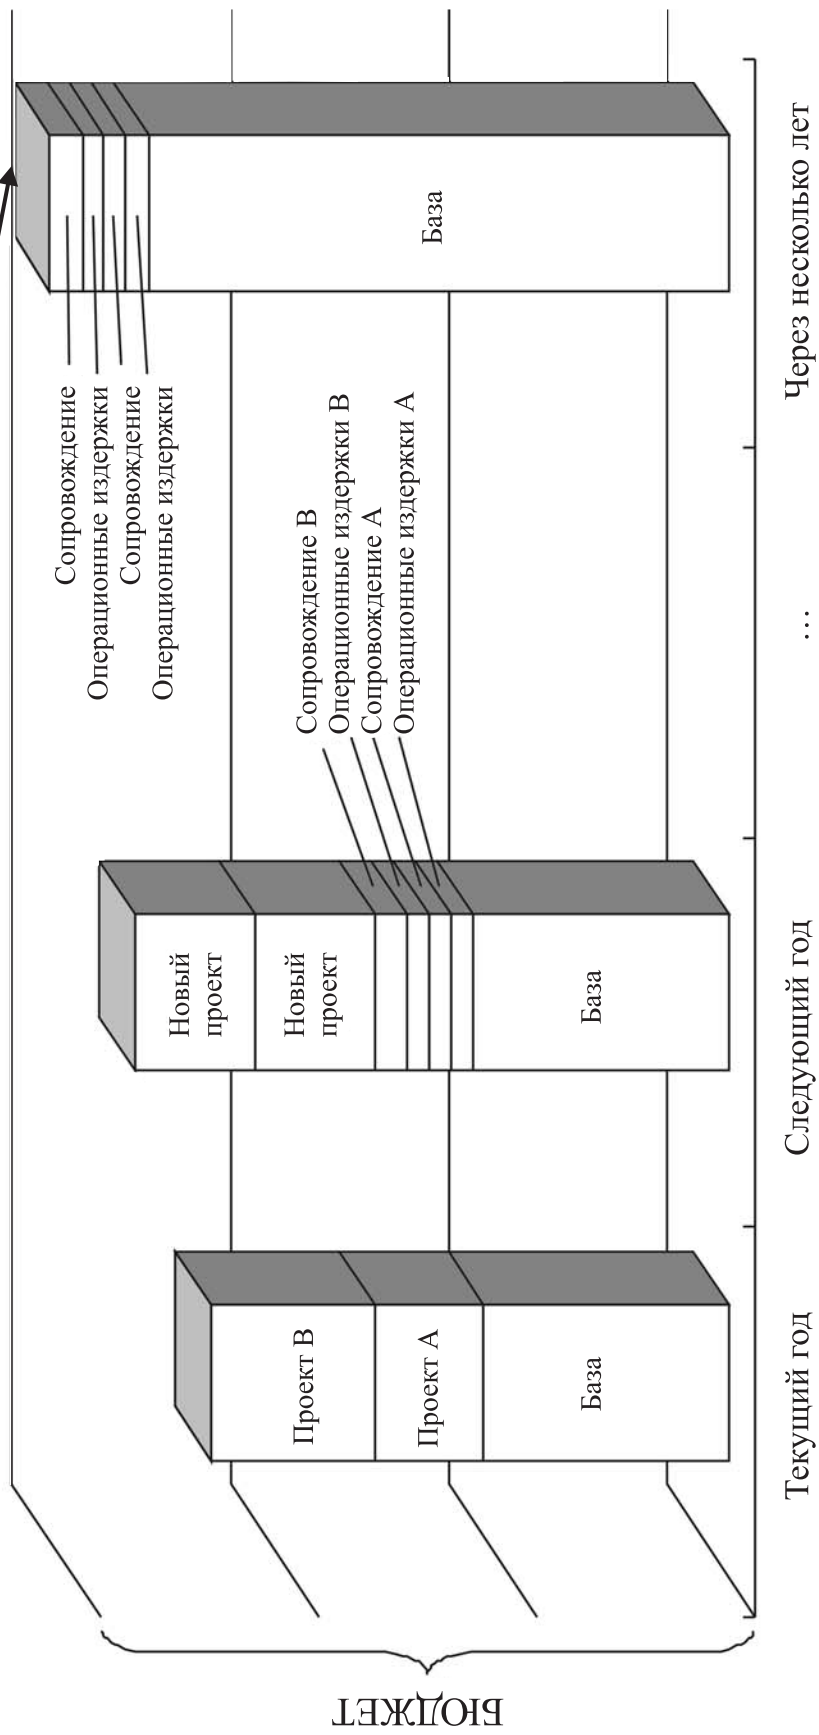 Сопровождение
Операционные издержки
Сопровождение
Операционные издержки
База
Сопровождение В
Операционные издержки В
Сопровождение А
Операционные издержки А
Новый
проект
Новый
проект
База
Проект В
Проект А
База
БЮДЖЕТ
Текущий год
Следующий год
...
Через несколько лет